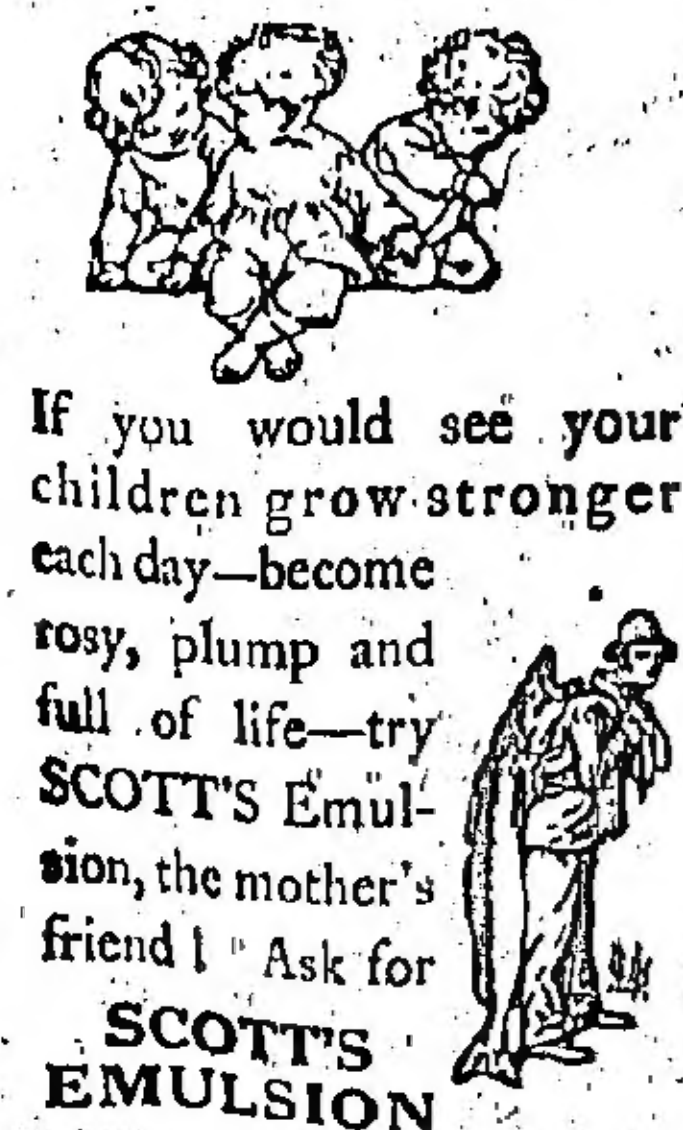 If you would see your
children grow stronger
each day—become
rosy, plump and
full of life—try
SCOTT'S Emul-
sion, the mother's
friend! Ask for
SCOTT'S
EMULSION